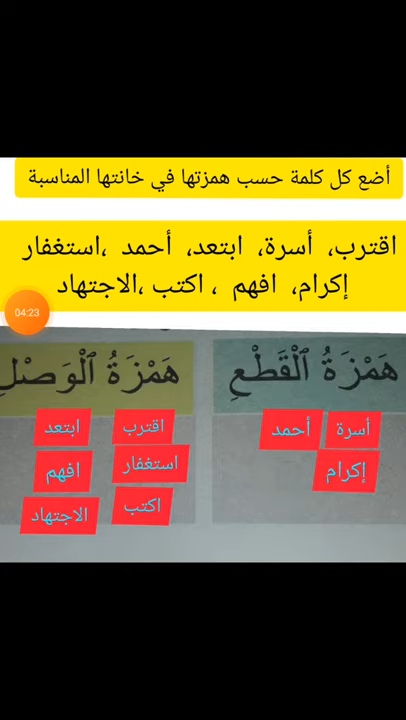 أضع كل كلمة حسب همزتها في خانتها المناسبة
اقترب، أسرة، ابتعد، أحمد ،استغفار
إكرام، افهم ، اكتب ،الاجتهاد
04:23
هَمْزَةُ ٱلْقَطْعِ هَمْزَةُ ٱلْوَصْلِ
أسرة أحمد اقترب ابتعد
إكرام استغفار افهم
اكتب الاجتهاد